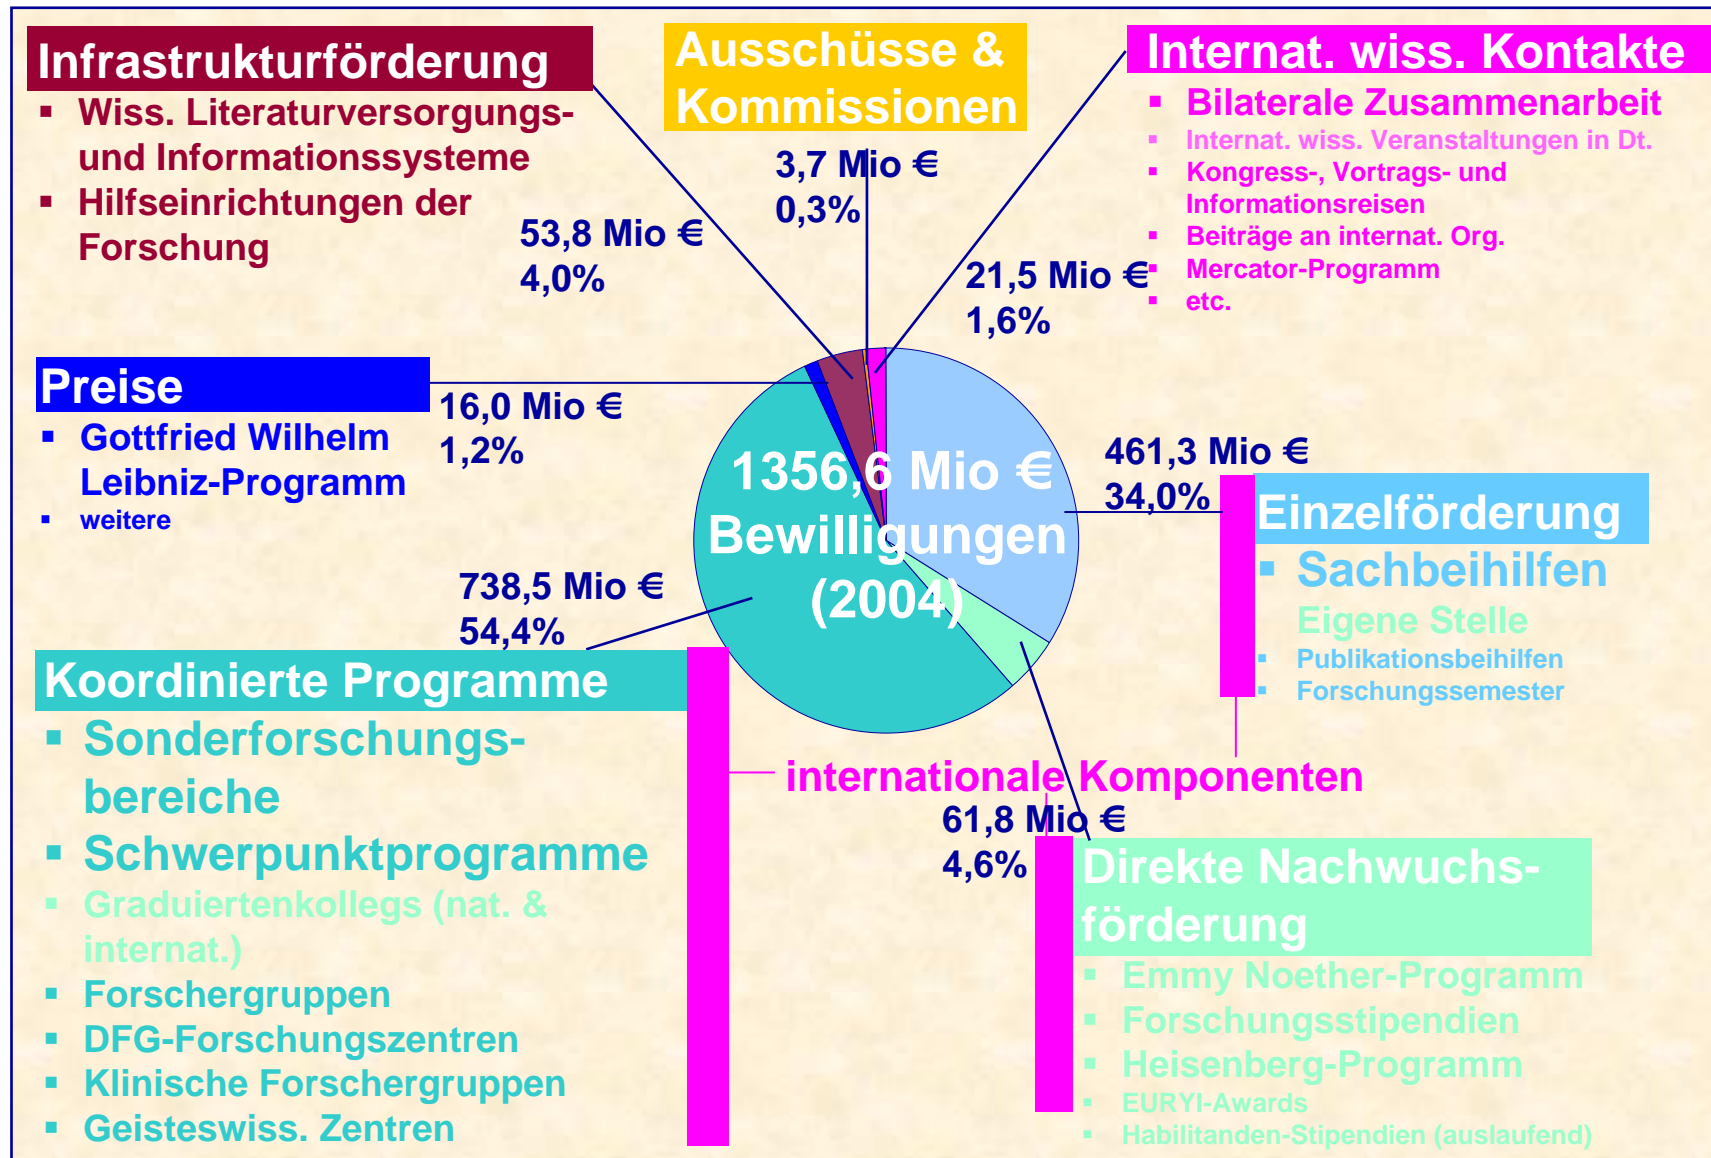 Infrastrukturförderung
▪ Wiss. Literaturversorgungs-
und Informationssysteme
▪ Hilfseinrichtungen der
Forschung
53,8 Mio €
4,0%
Ausschüsse &
Kommissionen
3,7 Mio €
0,3%
Internat. wiss. Kontakte
▪ Bilaterale Zusammenarbeit
▪ Internat. wiss. Veranstaltungen in Dt.
▪ Kongress-, Vortrags- und
Informationsreisen
▪ Beiträge an internat. Org.
▪ Mercator-Programm
▪ etc.
21,5 Mio €
1,6%
Preise
▪ Gottfried Wilhelm
Leibniz-Programm
▪ weitere
16,0 Mio €
1,2%
1356,6 Mio €
Bewilligungen
(2004)
461,3 Mio €
34,0%
Einzelförderung
▪ Sachbeihilfen
Eigene Stelle
▪ Publikationsbeihilfen
▪ Forschungssemester
738,5 Mio €
54,4%
Koordinierte Programme
▪ Sonderforschungs-
bereiche
▪ Schwerpunktprogramme
▪ Graduiertenkollegs (nat. &
internat.)
▪ Forschergruppen
▪ DFG-Forschungszentren
▪ Klinische Forschergruppen
▪ Geisteswiss. Zentren
internationale Komponenten
61,8 Mio €
4,6%
Direkte Nachwuchs-
förderung
▪ Emmy Noether-Programm
▪ Forschungsstipendien
▪ Heisenberg-Programm
▪ EURYI-Awards
▪ Habilitanden-Stipendien (auslaufend)